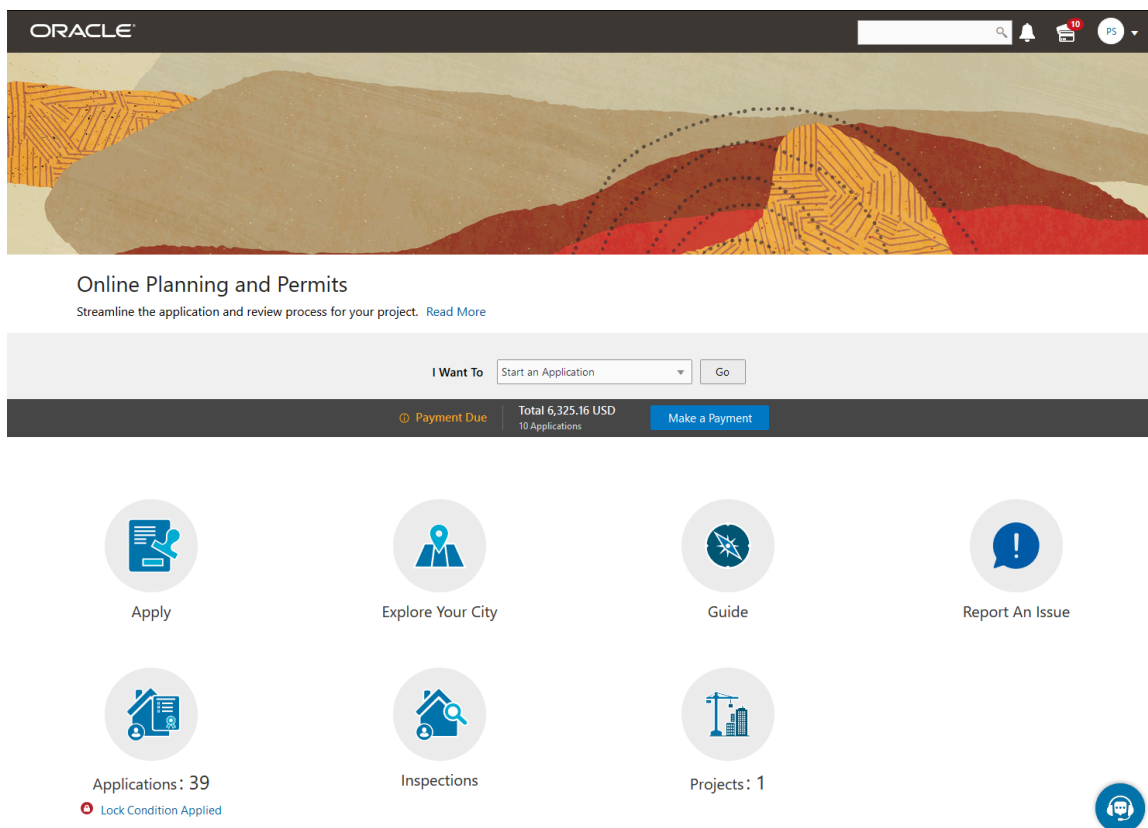 ORACLE
10
PS
Online Planning and Permits
Streamline the application and review process for your project. Read More
I Want To Start an Application Go
Payment Due Total 6,325.16 USD Make a Payment
10 Applications
Apply Explore Your City Guide Report An Issue
Applications: 39 Inspections Projects: 1
Lock Condition Applied